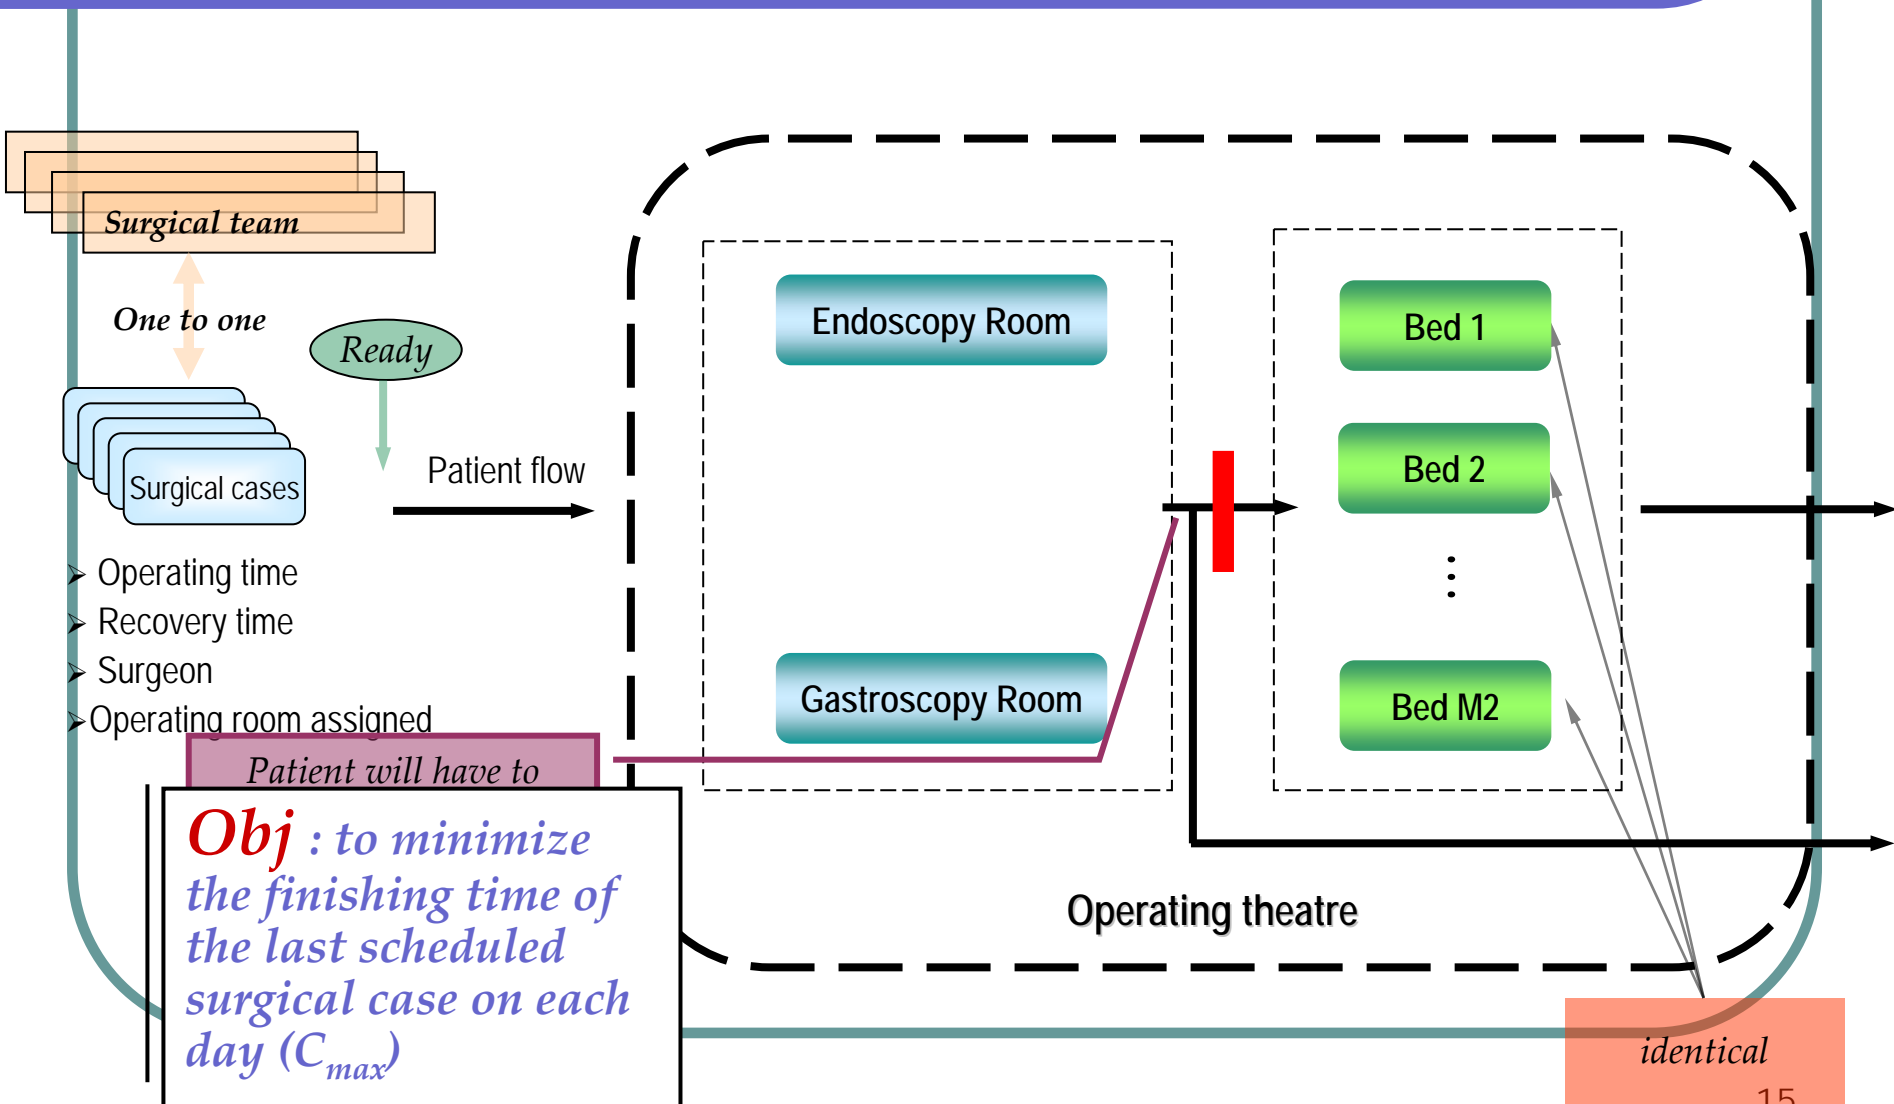 Surgical team
One to one
Ready
Surgical cases
Patient flow
➢ Operating time
➢ Recovery time
➢ Surgeon
➢Operating room assigned
Patient will have to
Obj : to minimize
the finishing time of
the last scheduled
surgical case on each
day (Cmax)
Endoscopy Room
Gastroscopy Room
Bed 1
Bed 2
⋮
Bed M2
Operating theatre
identical
15